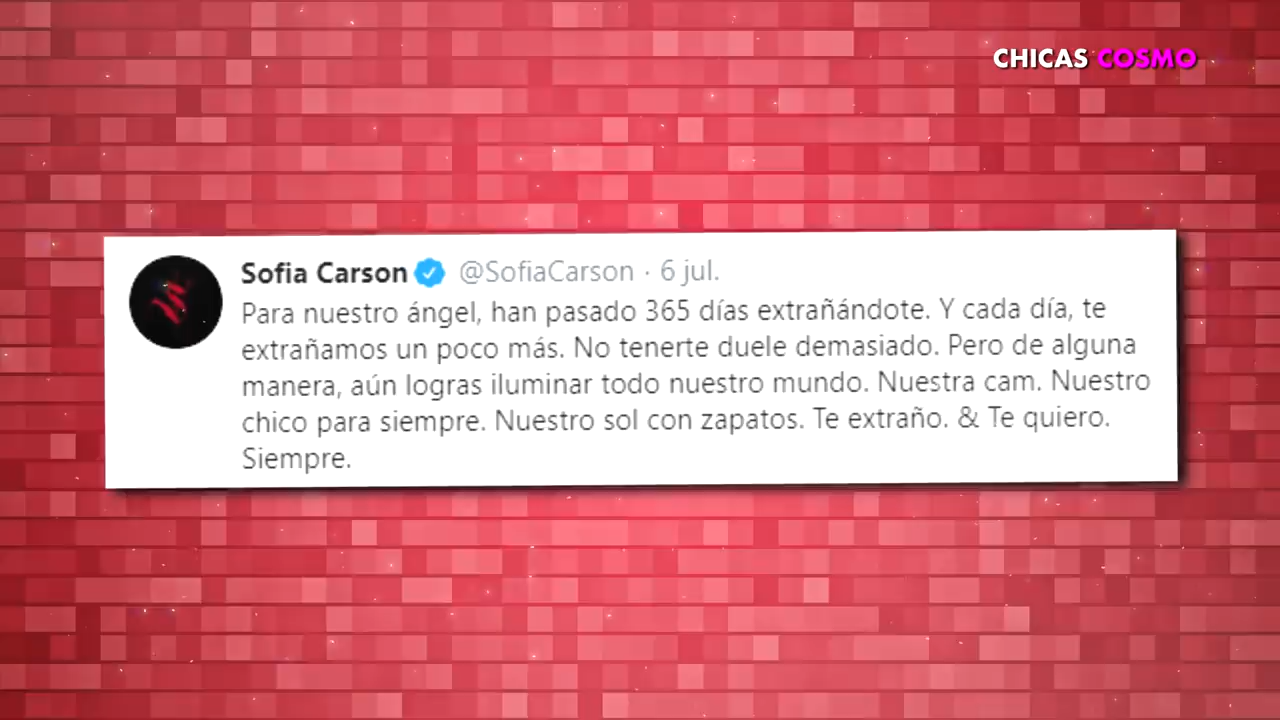 CHICAS COSMO
Sofia Carson @SofiaCarson · 6 jul.
Para nuestro ángel, han pasado 365 días extrañándote. Y cada día, te
extrañamos un poco más. No tenerte duele demasiado. Pero de alguna
manera, aún logras iluminar todo nuestro mundo. Nuestra cam. Nuestro
chico para siempre. Nuestro sol con zapatos. Te extraño. & Te quiero.
Siempre.